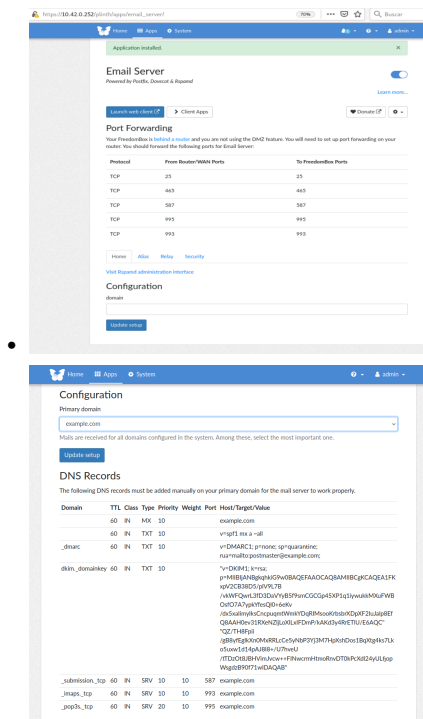 https://10.42.0.252/plinth/apps/email_server/ 70% Buscar
Home Apps System admin
Application installed. ×
Email Server
Powered by Postfix, Dovecot & Rspamd
Learn more...
Launch web client Client Apps Donate
Port Forwarding
Your FreedomBox is behind a router and you are not using the DMZ feature. You will need to set up port forwarding on your
router. You should forward the following ports for Email Server:
Protocol From Router/WAN Ports To FreedomBox Ports
TCP 25 25
TCP 465 465
TCP 587 587
TCP 995 995
TCP 993 993
Home Alias Relay Security
Visit Rspamd administration interface
Configuration
domain
Update setup
Home Apps System admin
Configuration
Primary domain
example.com
Mails are received for all domains configured in the system. Among these, select the most important one.
Update setup
DNS Records
The following DNS records must be added manually on your primary domain for the mail server to work properly.
Domain TTL Class Type Priority Weight Port Host/Target/Value
60 IN MX 10 example.com
60 IN TXT 10 v=spf1 mx a ~all
_dmarc 60 IN TXT 10 v=DMARC1; p=none; sp=quarantine;
rua=mailto:postmaster@example.com;
dkim._domainkey 60 IN TXT 10 "v=DKIM1; k=rsa;
_submission._tcp 60 IN SRV 10 10 587 example.com
_imaps._tcp 60 IN SRV 10 10 993 example.com
_pop3s._tcp 60 IN SRV 20 10 995 example.com